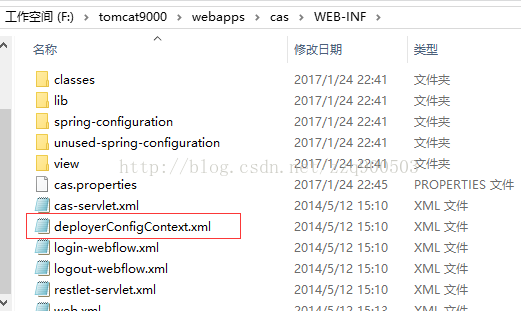 工作空间 (F:) › tomcat9000 › webapps › cas › WEB-INF ›
名称 修改日期 类型
classes 2017/1/24 22:41 文件夹
lib 2017/1/24 22:41 文件夹
spring-configuration 2017/1/24 22:41 文件夹
unused-spring-configuration 2017/1/24 22:41 文件夹
view 2017/1/24 22:41 文件夹
cas.properties 2017/1/24 22:45 PROPERTIES 文件
cas-servlet.xml 2014/5/12 15:10 XML 文件
deployerConfigContext.xml 2014/5/12 15:10 XML 文件
login-webflow.xml 2014/5/12 15:10 XML 文件
logout-webflow.xml 2014/5/12 15:10 XML 文件
restlet-servlet.xml 2014/5/12 15:10 XML 文件
web.xml 2014/5/12 15:13 XML 文件